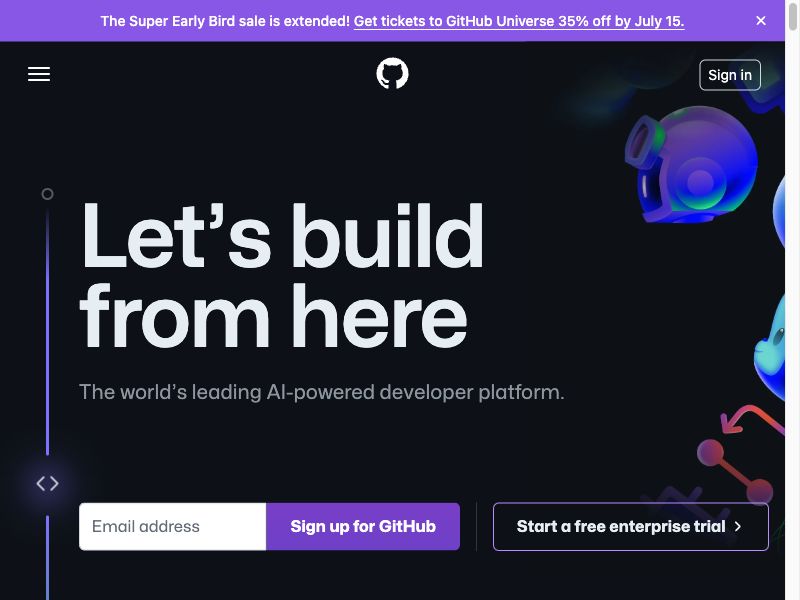 The Super Early Bird sale is extended! Get tickets to GitHub Universe 35% off by July 15.
Sign in
Let’s build
from here
The world’s leading AI-powered developer platform.
Email address
Sign up for GitHub
Start a free enterprise trial